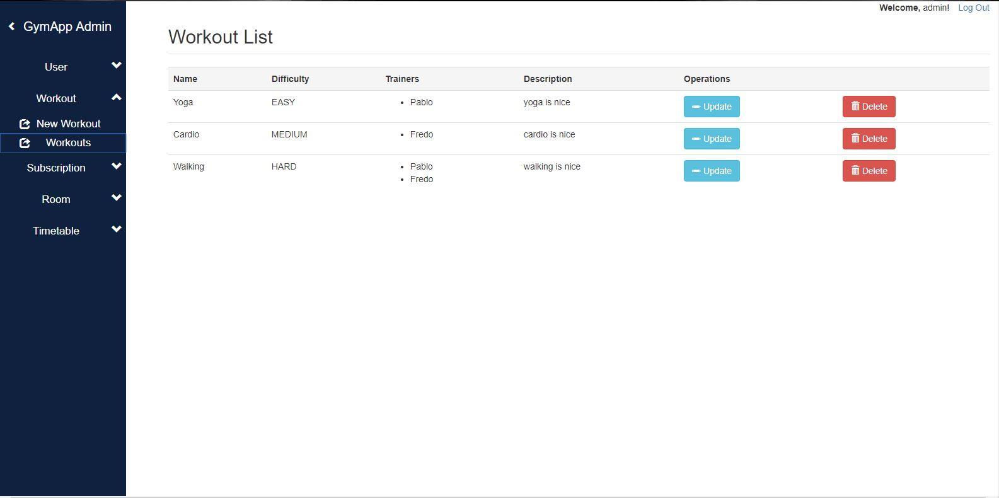 Welcome, admin! Log Out
GymApp Admin
User
Workout
New Workout
Workouts
Subscription
Room
Timetable
Workout List
Name Difficulty Trainers Description Operations
Yoga EASY Pablo yoga is nice Update Delete
Cardio MEDIUM Fredo cardio is nice Update Delete
Walking HARD Pablo walking is nice Update Delete
Fredo